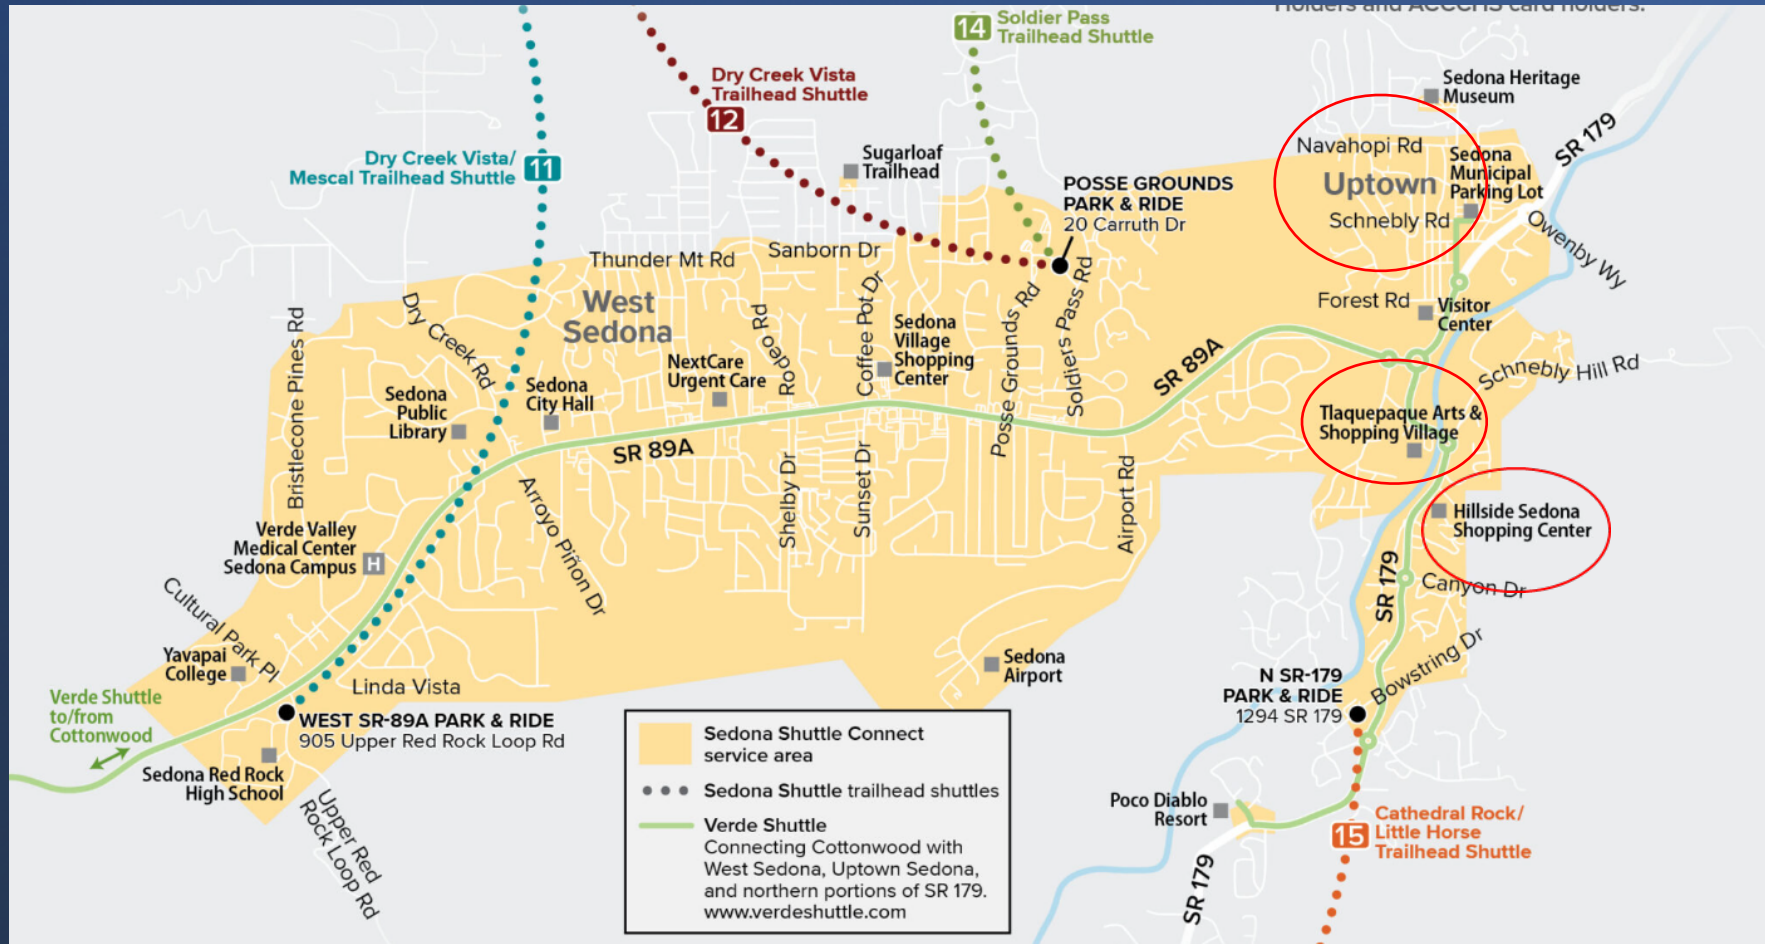 Holders and ACCCHS card holders.
14
Soldier Pass
Trailhead Shuttle
Dry Creek Vista
Trailhead Shuttle
12
Dry Creek Vista/
Mescal Trailhead Shuttle
11
Sugarloaf
Trailhead
POSSE GROUNDS
PARK & RIDE
20 Carruth Dr
Sedona Heritage
Museum
Navahopi Rd
Uptown
Sedona
Municipal
Parking Lot
Schnebly Rd
SR 179
Owenby Wy
Thunder Mt Rd
Sanborn Dr
West
Sedona
Bristlecone Pines Rd
Dry Creek Rd
Rodeo Rd
Coffee Pot Dr
Posse Grounds Rd
Soldiers Pass Rd
Forest Rd
Visitor
Center
Sedona
Village
Shopping
Center
NextCare
Urgent Care
Sedona
City Hall
Sedona
Public
Library
SR 89A
SR 89A
Schnebly Hill Rd
Tlaquepaque Arts &
Shopping Village
Hillside Sedona
Shopping Center
Arroyo Piñon Dr
Shelby Dr
Sunset Dr
Airport Rd
Verde Valley
Medical Center
Sedona Campus
H
SR 179
Canyon Dr
Cultural Park Pl
Yavapai
College
Linda Vista
Sedona
Airport
Bowstring Dr
N SR-179
PARK & RIDE
1294 SR 179
Verde Shuttle
to/from
Cottonwood
WEST SR-89A PARK & RIDE
905 Upper Red Rock Loop Rd
Sedona Red Rock
High School
Upper Red
Rock Loop Rd
Sedona Shuttle Connect
service area
Sedona Shuttle trailhead shuttles
Verde Shuttle
Connecting Cottonwood with
West Sedona, Uptown Sedona,
and northern portions of SR 179.
www.verdeshuttle.com
Poco Diablo
Resort
15
Cathedral Rock/
Little Horse
Trailhead Shuttle
SR 179